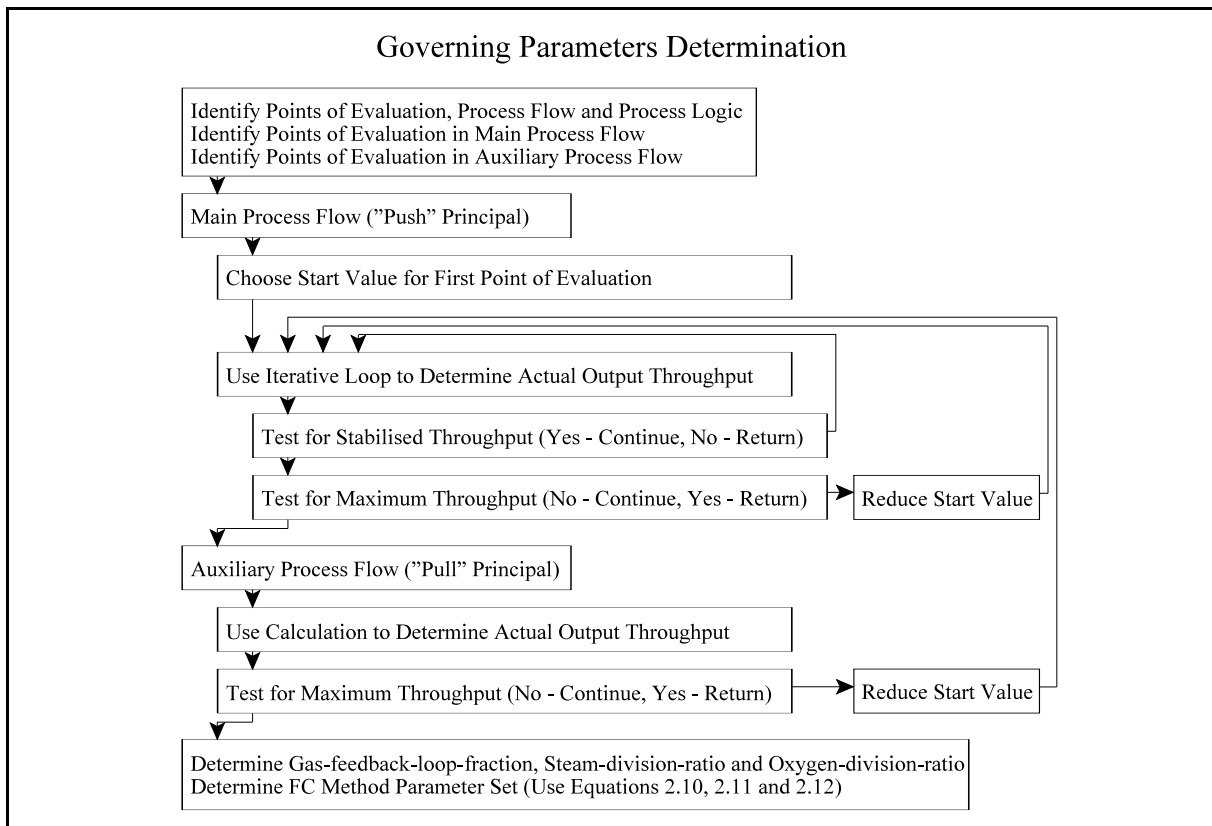 Governing Parameters Determination
Identify Points of Evaluation, Process Flow and Process Logic
Identify Points of Evaluation in Main Process Flow
Identify Points of Evaluation in Auxiliary Process Flow
Main Process Flow (”Push” Principal)
Choose Start Value for First Point of Evaluation
Use Iterative Loop to Determine Actual Output Throughput
Test for Stabilised Throughput (Yes - Continue, No - Return)
Test for Maximum Throughput (No - Continue, Yes - Return)
Reduce Start Value
Auxiliary Process Flow (”Pull” Principal)
Use Calculation to Determine Actual Output Throughput
Test for Maximum Throughput (No - Continue, Yes - Return)
Reduce Start Value
Determine Gas-feedback-loop-fraction, Steam-division-ratio and Oxygen-division-ratio
Determine FC Method Parameter Set (Use Equations 2.10, 2.11 and 2.12)